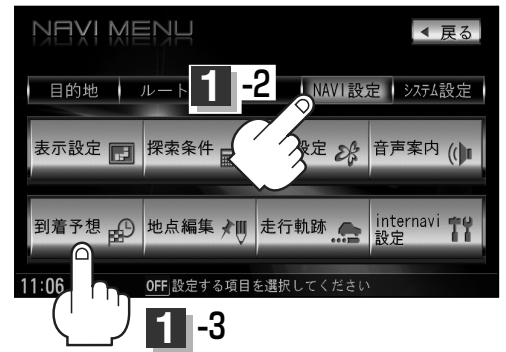 NAVI MENU
戻る
目的地 ルート 1 -2 NAVI設定 システム設定
表示設定 探索条件 設定 音声案内
到着予想 地点編集 走行軌跡 internavi
設定
11:06 OFF 設定する項目を選択してください
1 -3